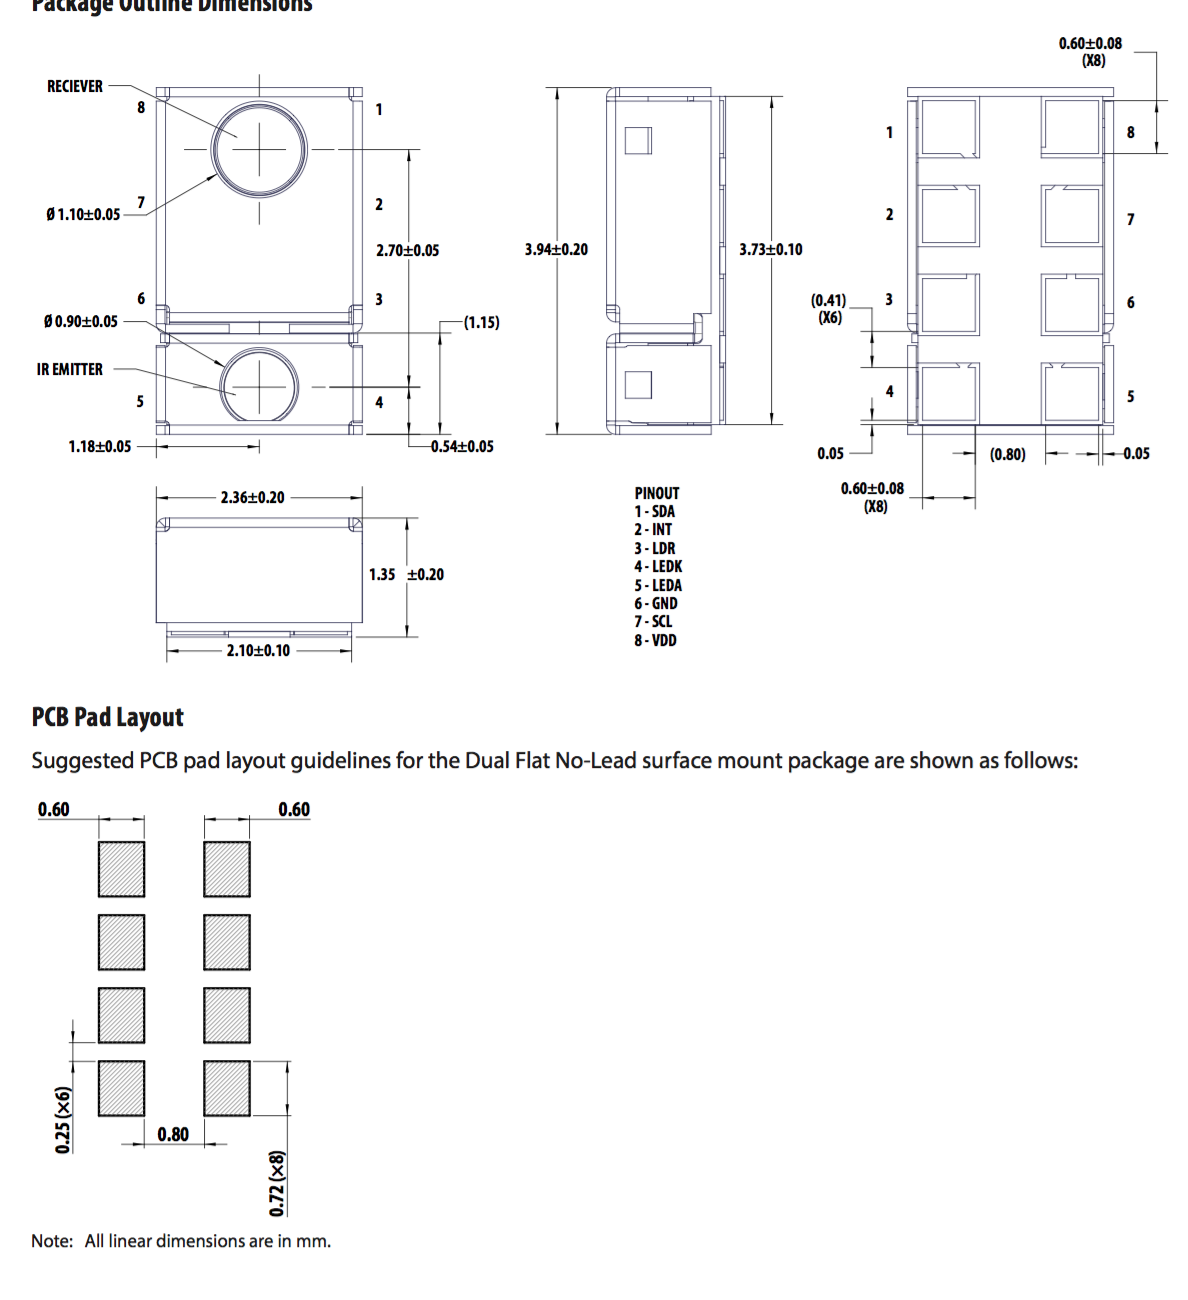 Package Outline Dimensions
0.60±0.08
(X8)
RECIEVER
8
1
1
8
7
2
2
7
Ø 1.10±0.05
2.70±0.05
3.94±0.20
3.73±0.10
6
3
(0.41)
(X6)
3
6
Ø 0.90±0.05
(1.15)
IR EMITTER
5
4
4
5
1.18±0.05
0.54±0.05
0.05
(0.80)
0.05
0.60±0.08
(X8)
2.36±0.20
1.35 ±0.20
2.10±0.10
PINOUT
1 - SDA
2 - INT
3 - LDR
4 - LEDK
5 - LEDA
6 - GND
7 - SCL
8 - VDD
PCB Pad Layout
Suggested PCB pad layout guidelines for the Dual Flat No-Lead surface mount package are shown as follows:
0.60
0.60
0.25 (×6)
0.80
0.72 (×8)
Note: All linear dimensions are in mm.